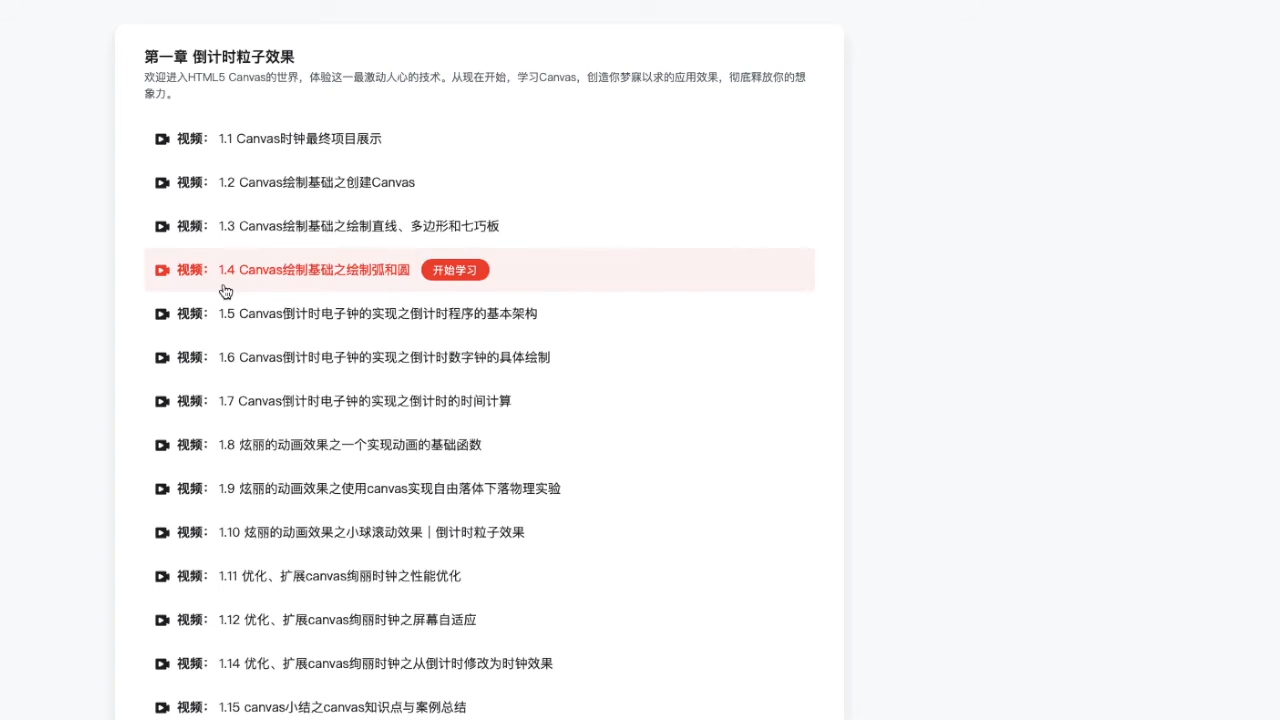 第一章 倒计时粒子效果
欢迎进入HTML5 Canvas的世界，体验这一最激动人心的技术。从现在开始，学习Canvas，创造你梦寐以求的应用效果，彻底释放你的想
象力。
视频： 1.1 Canvas时钟最终项目展示
视频： 1.2 Canvas绘制基础之创建Canvas
视频： 1.3 Canvas绘制基础之绘制直线、多边形和七巧板
视频： 1.4 Canvas绘制基础之绘制弧和圆 开始学习
视频： 1.5 Canvas倒计时电子钟的实现之倒计时程序的基本架构
视频： 1.6 Canvas倒计时电子钟的实现之倒计时数字钟的具体绘制
视频： 1.7 Canvas倒计时电子钟的实现之倒计时的时间计算
视频： 1.8 炫丽的动画效果之一个实现动画的基础函数
视频： 1.9 炫丽的动画效果之使用canvas实现自由落体下落物理实验
视频： 1.10 炫丽的动画效果之小球滚动效果｜倒计时粒子效果
视频： 1.11 优化、扩展canvas绚丽时钟之性能优化
视频： 1.12 优化、扩展canvas绚丽时钟之屏幕自适应
视频： 1.14 优化、扩展canvas绚丽时钟之从倒计时修改为时钟效果
视频： 1.15 canvas小结之canvas知识点与案例总结